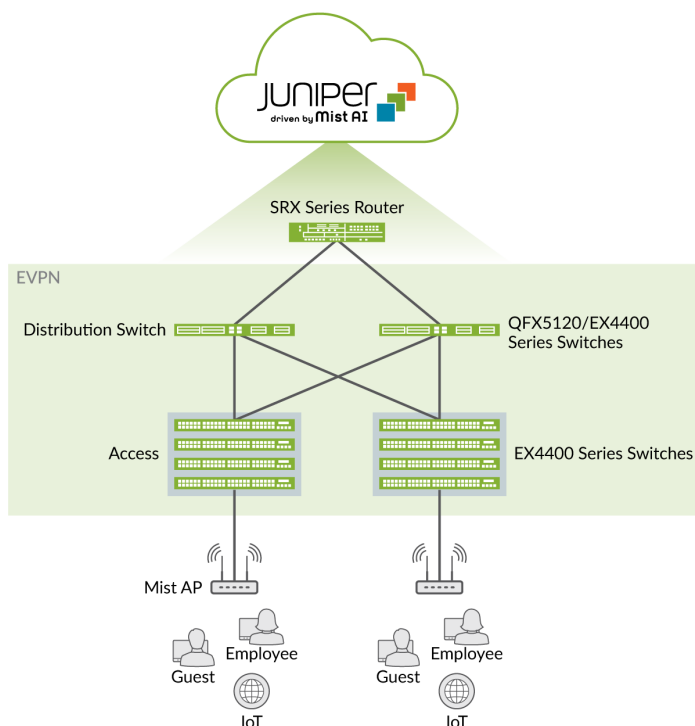 JUNIPER
driven by Mist AI
SRX Series Router
EVPN
Distribution Switch
QFX5120/EX4400
Series Switches
Access
EX4400 Series Switches
Mist AP
Employee
Guest
IoT
Employee
Guest
IoT